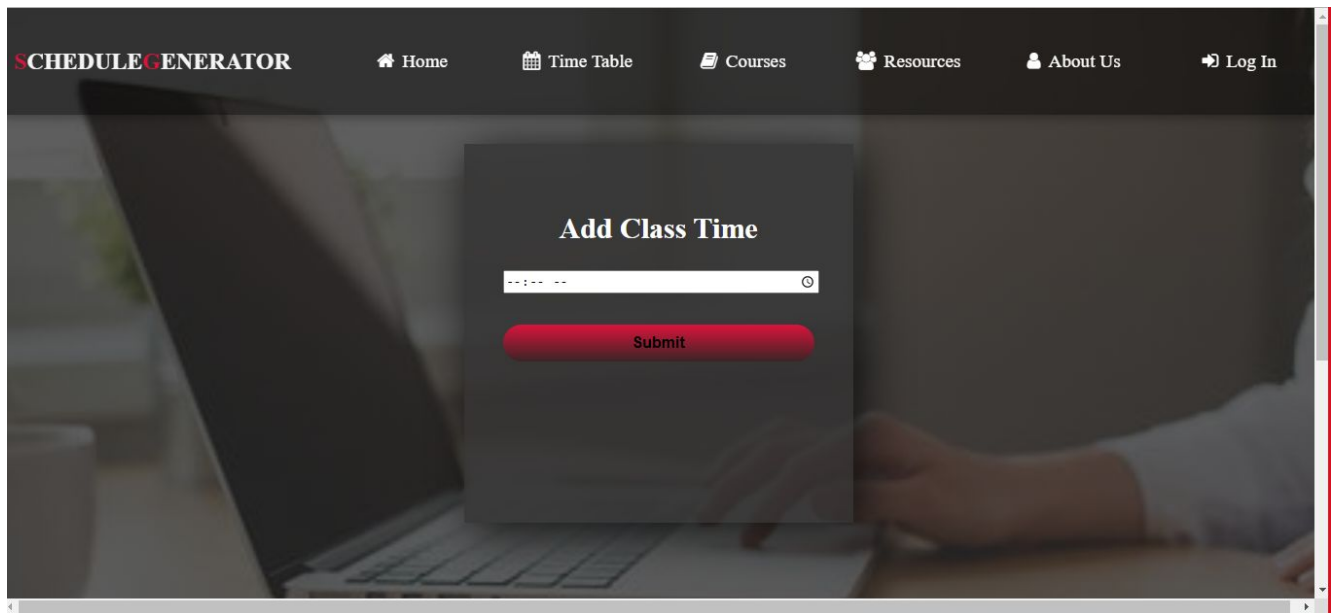 SCHEDULEGENERATOR Home Time Table Courses Resources About Us Log In
Add Class Time
--:-- --
Submit